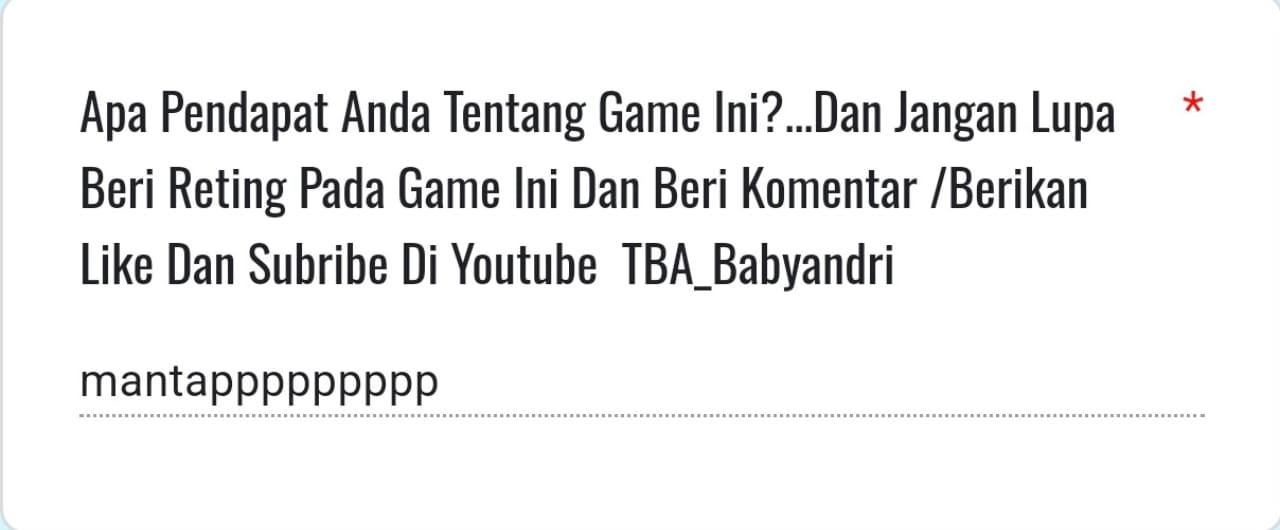 Apa Pendapat Anda Tentang Game Ini?...Dan Jangan Lupa *
Beri Reting Pada Game Ini Dan Beri Komentar /Berikan
Like Dan Subribe Di Youtube  TBA_Babyandri
mantappppppppp